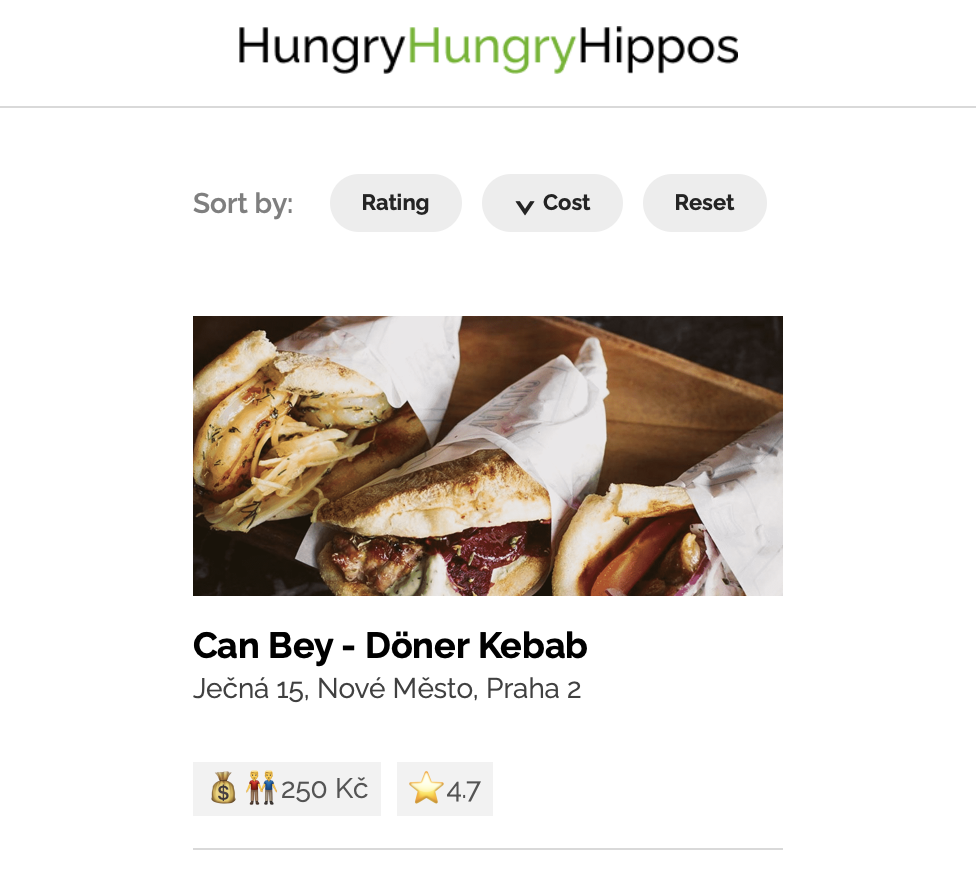 HungryHungryHippos
Sort by: Rating Cost Reset
Can Bey - Döner Kebab
Ječná 15, Nové Město, Praha 2
250 Kč 4.7